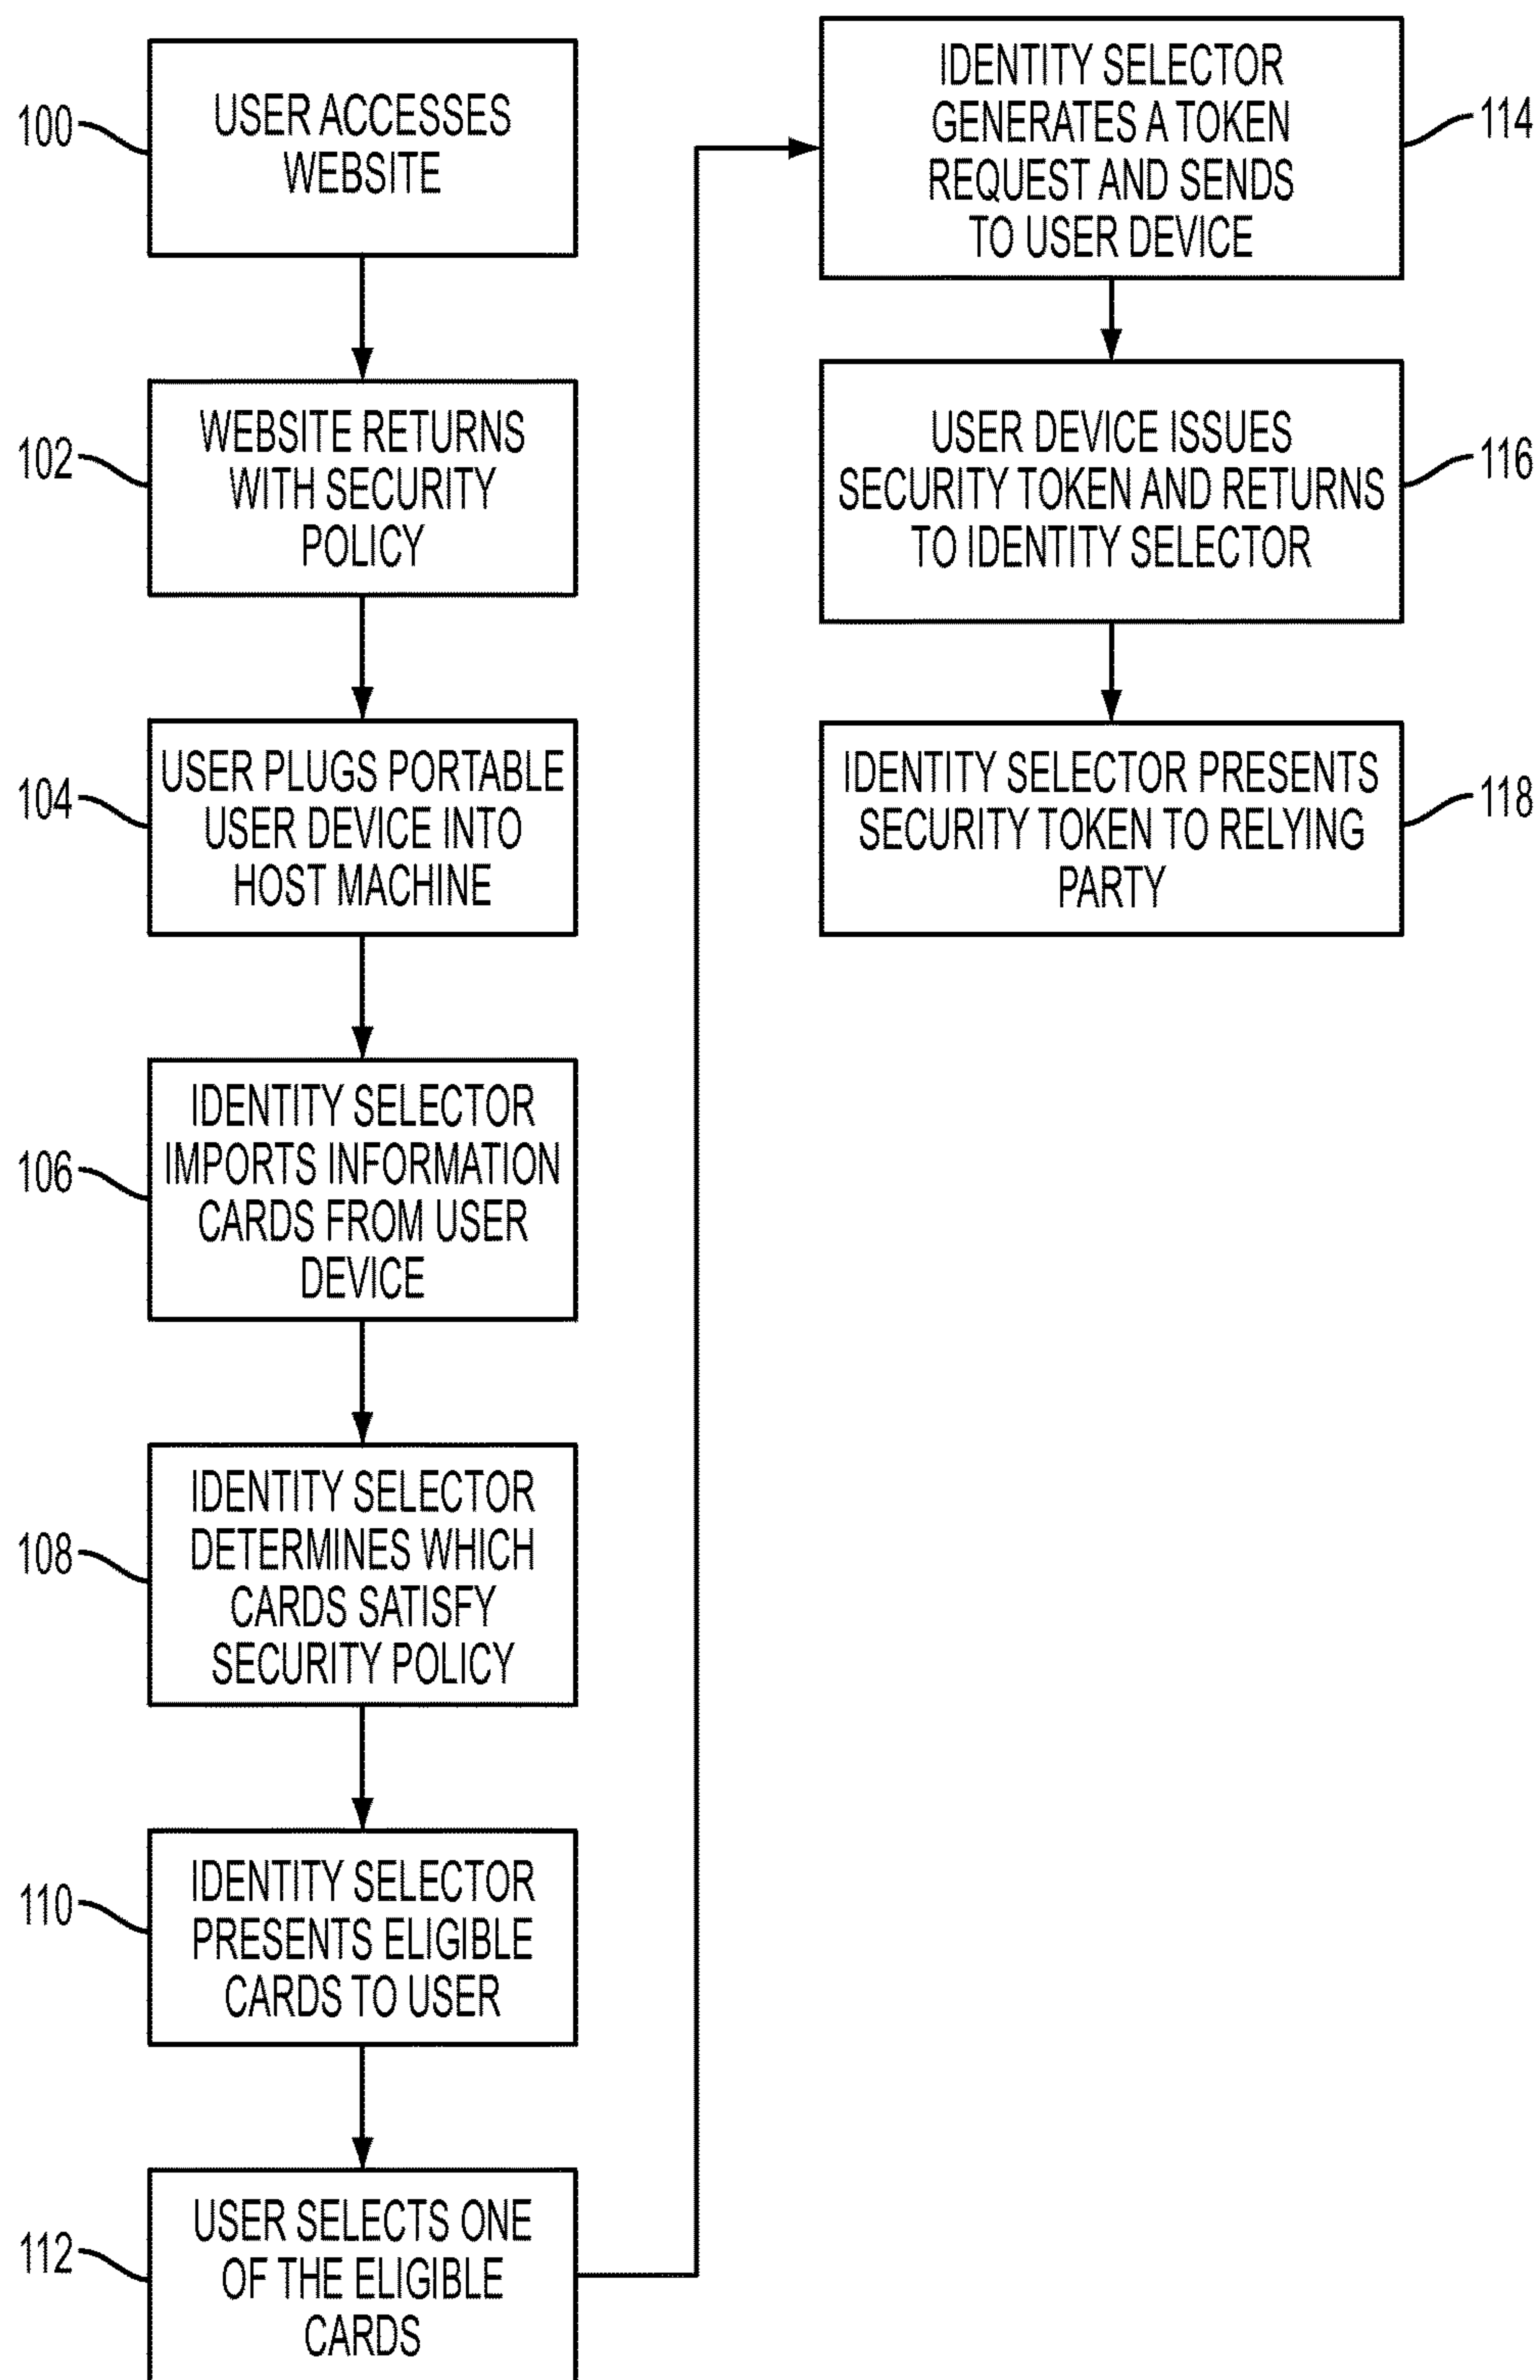 100
USER ACCESSES
WEBSITE
102
WEBSITE RETURNS
WITH SECURITY
POLICY
104
USER PLUGS PORTABLE
USER DEVICE INTO
HOST MACHINE
106
IDENTITY SELECTOR
IMPORTS INFORMATION
CARDS FROM USER
DEVICE
108
IDENTITY SELECTOR
DETERMINES WHICH
CARDS SATISFY
SECURITY POLICY
110
IDENTITY SELECTOR
PRESENTS ELIGIBLE
CARDS TO USER
112
USER SELECTS ONE
OF THE ELIGIBLE
CARDS
IDENTITY SELECTOR
GENERATES A TOKEN
REQUEST AND SENDS
TO USER DEVICE
114
USER DEVICE ISSUES
SECURITY TOKEN AND RETURNS
TO IDENTITY SELECTOR
116
IDENTITY SELECTOR PRESENTS
SECURITY TOKEN TO RELYING
PARTY
118